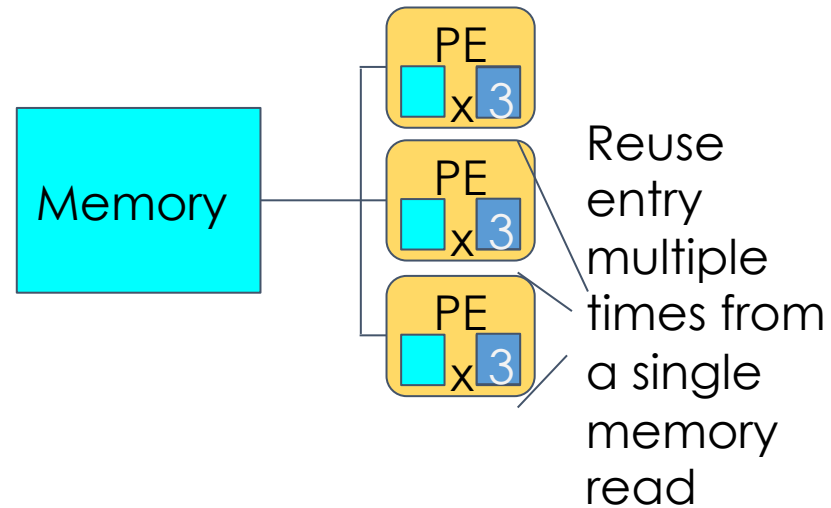 Memory
PE
x 3
PE
x 3
PE
x 3
Reuse
entry
multiple
times from
a single
memory
read